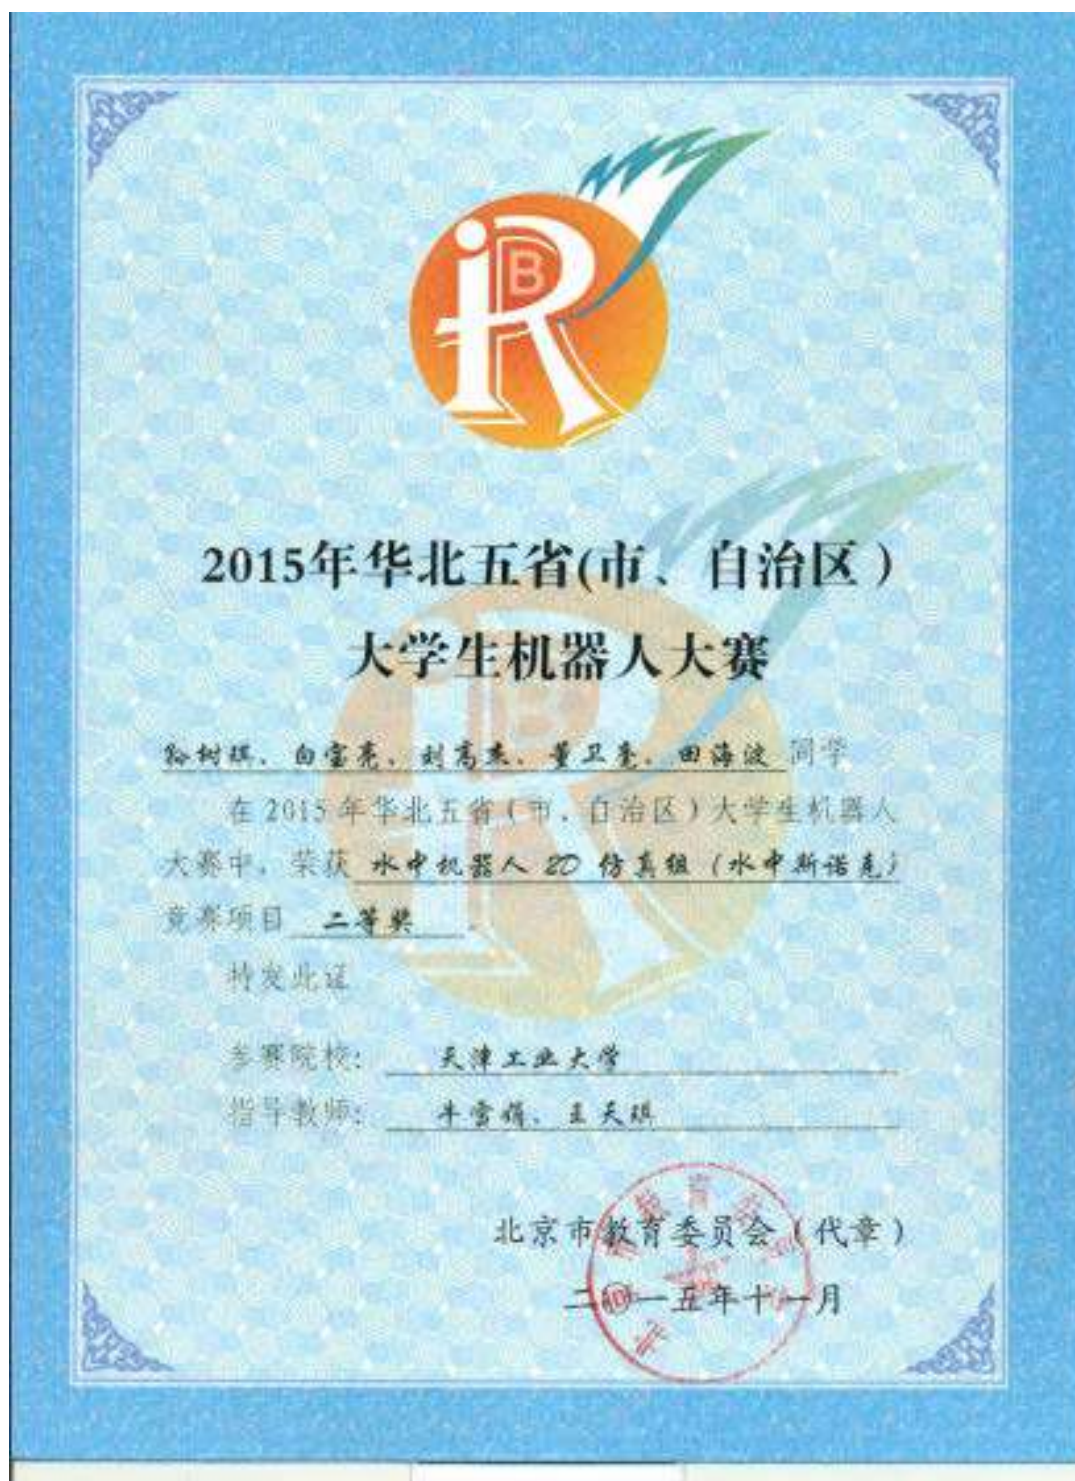 iR
B
2015年华北五省(市、自治区)
大学生机器人大赛
孙树琪、白宝亮、刘高杰、董卫奎、田海波 同学
在2015年华北五省(市、自治区)大学生机器人
大赛中,荣获 水中机器人2D仿真组(水中斯诺克)
竞赛项目 二等奖 。
特发此证
参赛院校: 天津工业大学
指导教师: 牛雪娟、王天琪
北京市教育委员会(代章)
二〇一五年十一月